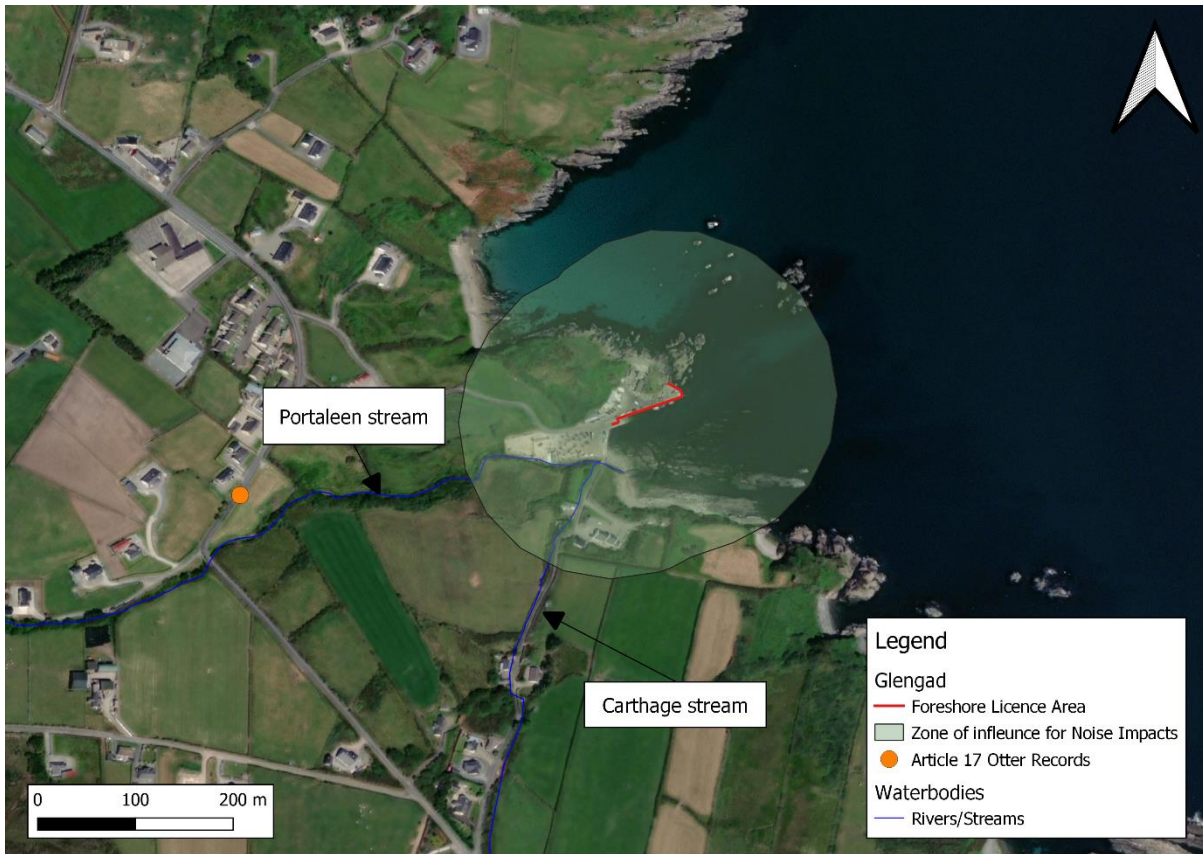 Portaleen stream
Carthage stream
Legend
Glengad
Foreshore Licence Area
Zone of infleunce for Noise Impacts
Article 17 Otter Records
Waterbodies
Rivers/Streams
0 100 200 m